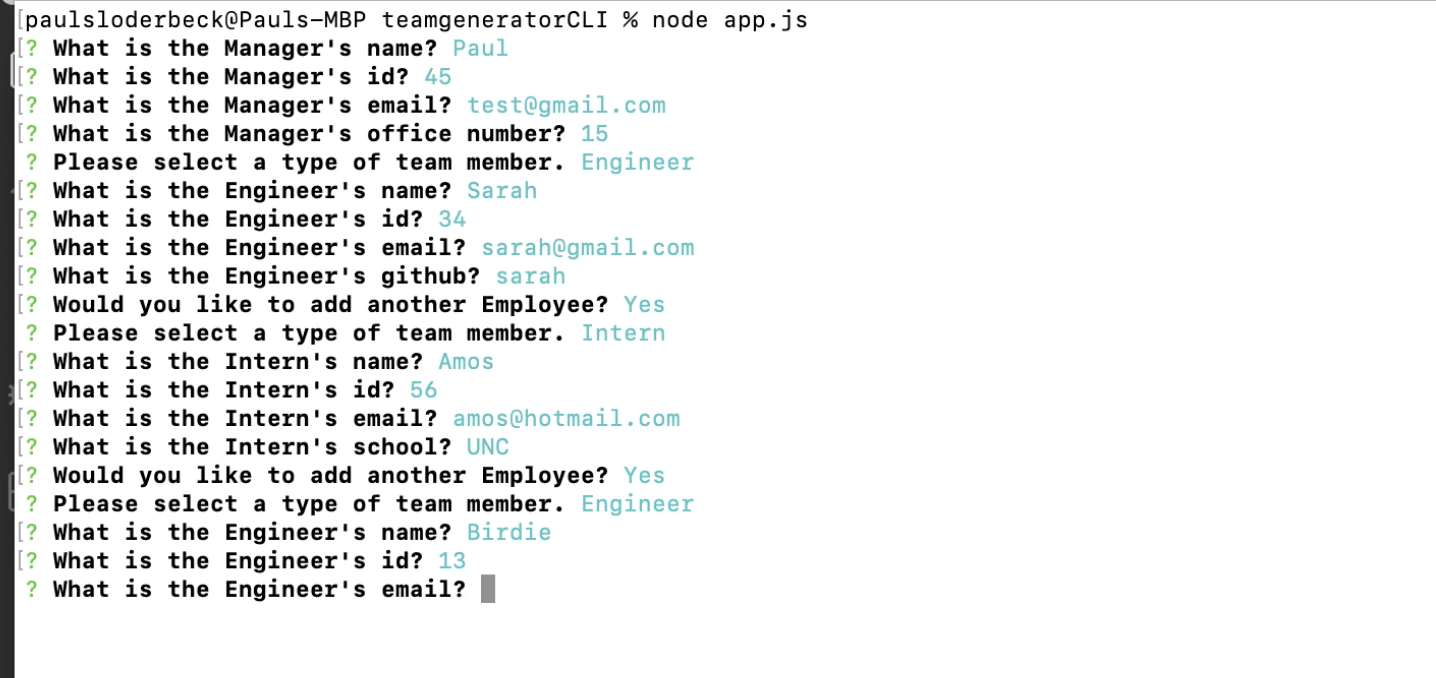 [paulsloderbeck@Pauls-MBP teamgeneratorCLI % node app.js
[? What is the Manager's name? Paul
[? What is the Manager's id? 45
[? What is the Manager's email? test@gmail.com
[? What is the Manager's office number? 15
? Please select a type of team member. Engineer
[? What is the Engineer's name? Sarah
[? What is the Engineer's id? 34
[? What is the Engineer's email? sarah@gmail.com
[? What is the Engineer's github? sarah
[? Would you like to add another Employee? Yes
? Please select a type of team member. Intern
[? What is the Intern's name? Amos
[? What is the Intern's id? 56
[? What is the Intern's email? amos@hotmail.com
[? What is the Intern's school? UNC
[? Would you like to add another Employee? Yes
? Please select a type of team member. Engineer
[? What is the Engineer's name? Birdie
[? What is the Engineer's id? 13
? What is the Engineer's email?